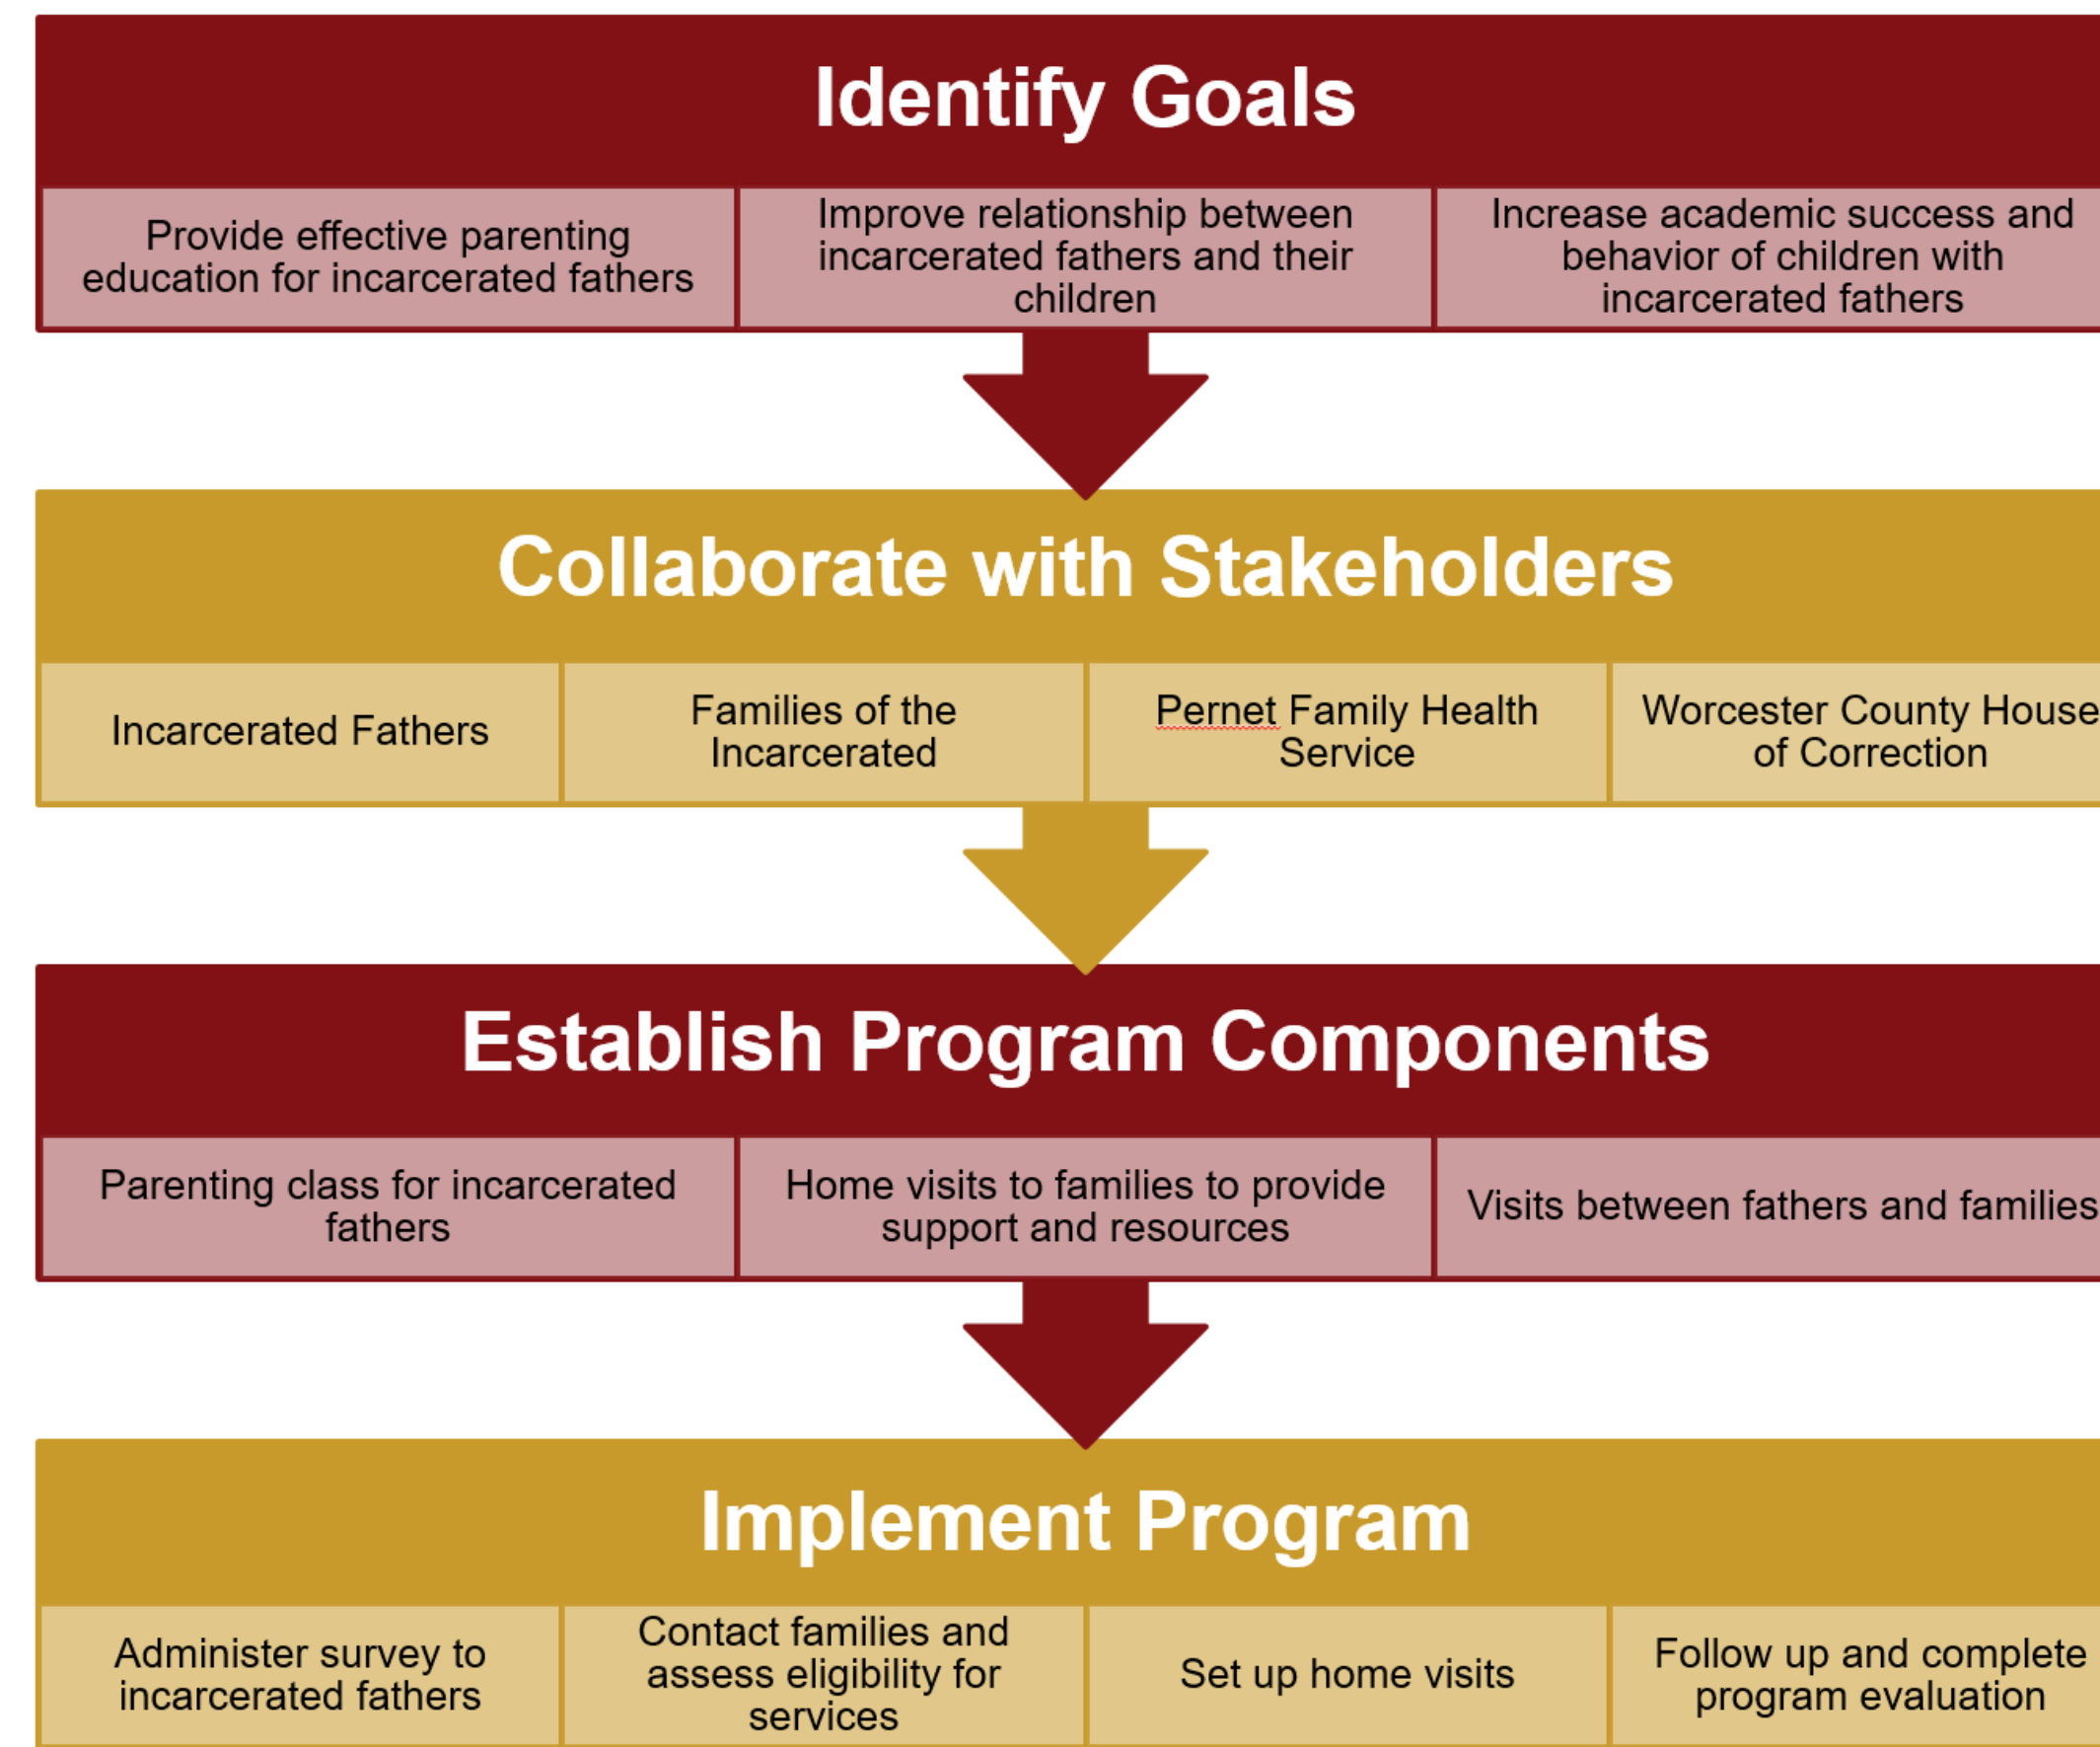 Identify Goals
Provide effective parenting
education for incarcerated fathers
Improve relationship between
incarcerated fathers and their
children
Increase academic success and
behavior of children with
incarcerated fathers
Collaborate with Stakeholders
Incarcerated Fathers
Families of the
Incarcerated
Pernet Family Health
Service
Worcester County House
of Correction
Establish Program Components
Parenting class for incarcerated
fathers
Home visits to families to provide
support and resources
Visits between fathers and families
Implement Program
Administer survey to
incarcerated fathers
Contact families and
assess eligibility for
services
Set up home visits
Follow up and complete
program evaluation